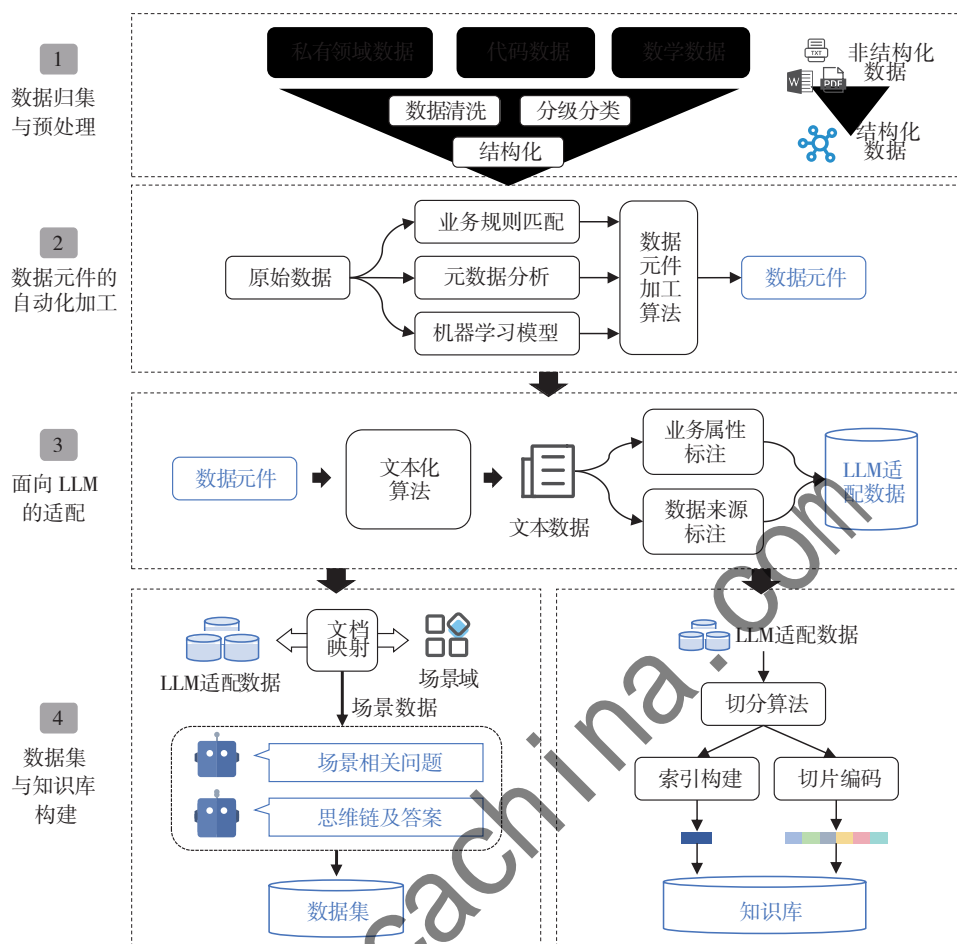 1
数据归集
与预处理
私有领域数据
代码数据
数学数据
数据清洗
分级分类
结构化
TXT
W
PDF
非结构化
数据
结构化
数据
2
数据元件的
自动化加工
原始数据
业务规则匹配
元数据分析
机器学习模型
数据
元件
加工
算法
数据元件
3
面向 LLM
的适配
数据元件
文本化
算法
文本数据
业务属性
标注
数据来源
标注
LLM适
配数据
4
数据集
与知识库
构建
LLM适配数据
文档
映射
场景域
场景数据
场景相关问题
思维链及答案
数据集
LLM适配数据
切分算法
索引构建
切片编码
知识库
cachina.com